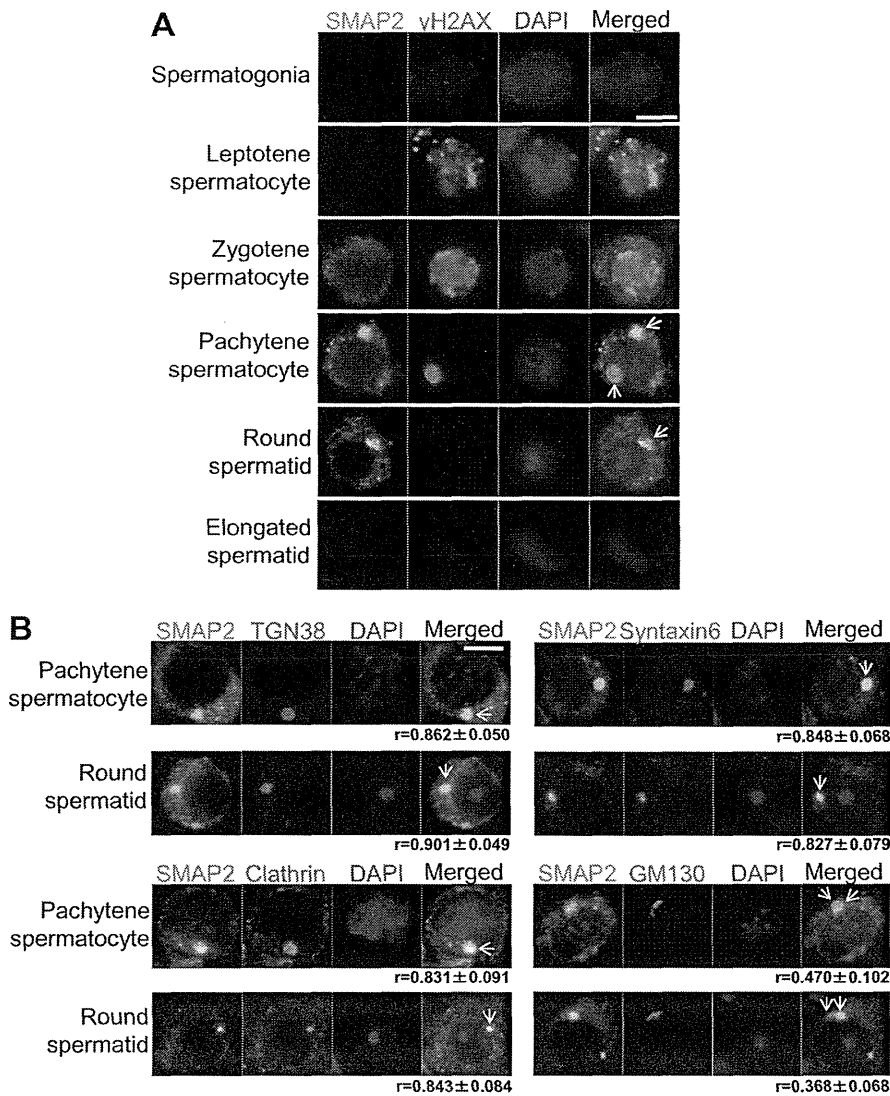 A
SMAP2 γH2AX DAPI Merged
Spermatogonia
Leptotene
spermatocyte
Zygotene
spermatocyte
Pachytene
spermatocyte
Round
spermatid
Elongated
spermatid
B
SMAP2 TGN38 DAPI Merged
Pachytene
spermatocyte
r=0.862±0.050
Round
spermatid
r=0.901±0.049
SMAP2 Syntaxin6 DAPI Merged
r=0.848±0.068
r=0.827±0.079
SMAP2 Clathrin DAPI Merged
Pachytene
spermatocyte
r=0.831±0.091
Round
spermatid
r=0.843±0.084
SMAP2 GM130 DAPI Merged
r=0.470±0.102
r=0.368±0.068